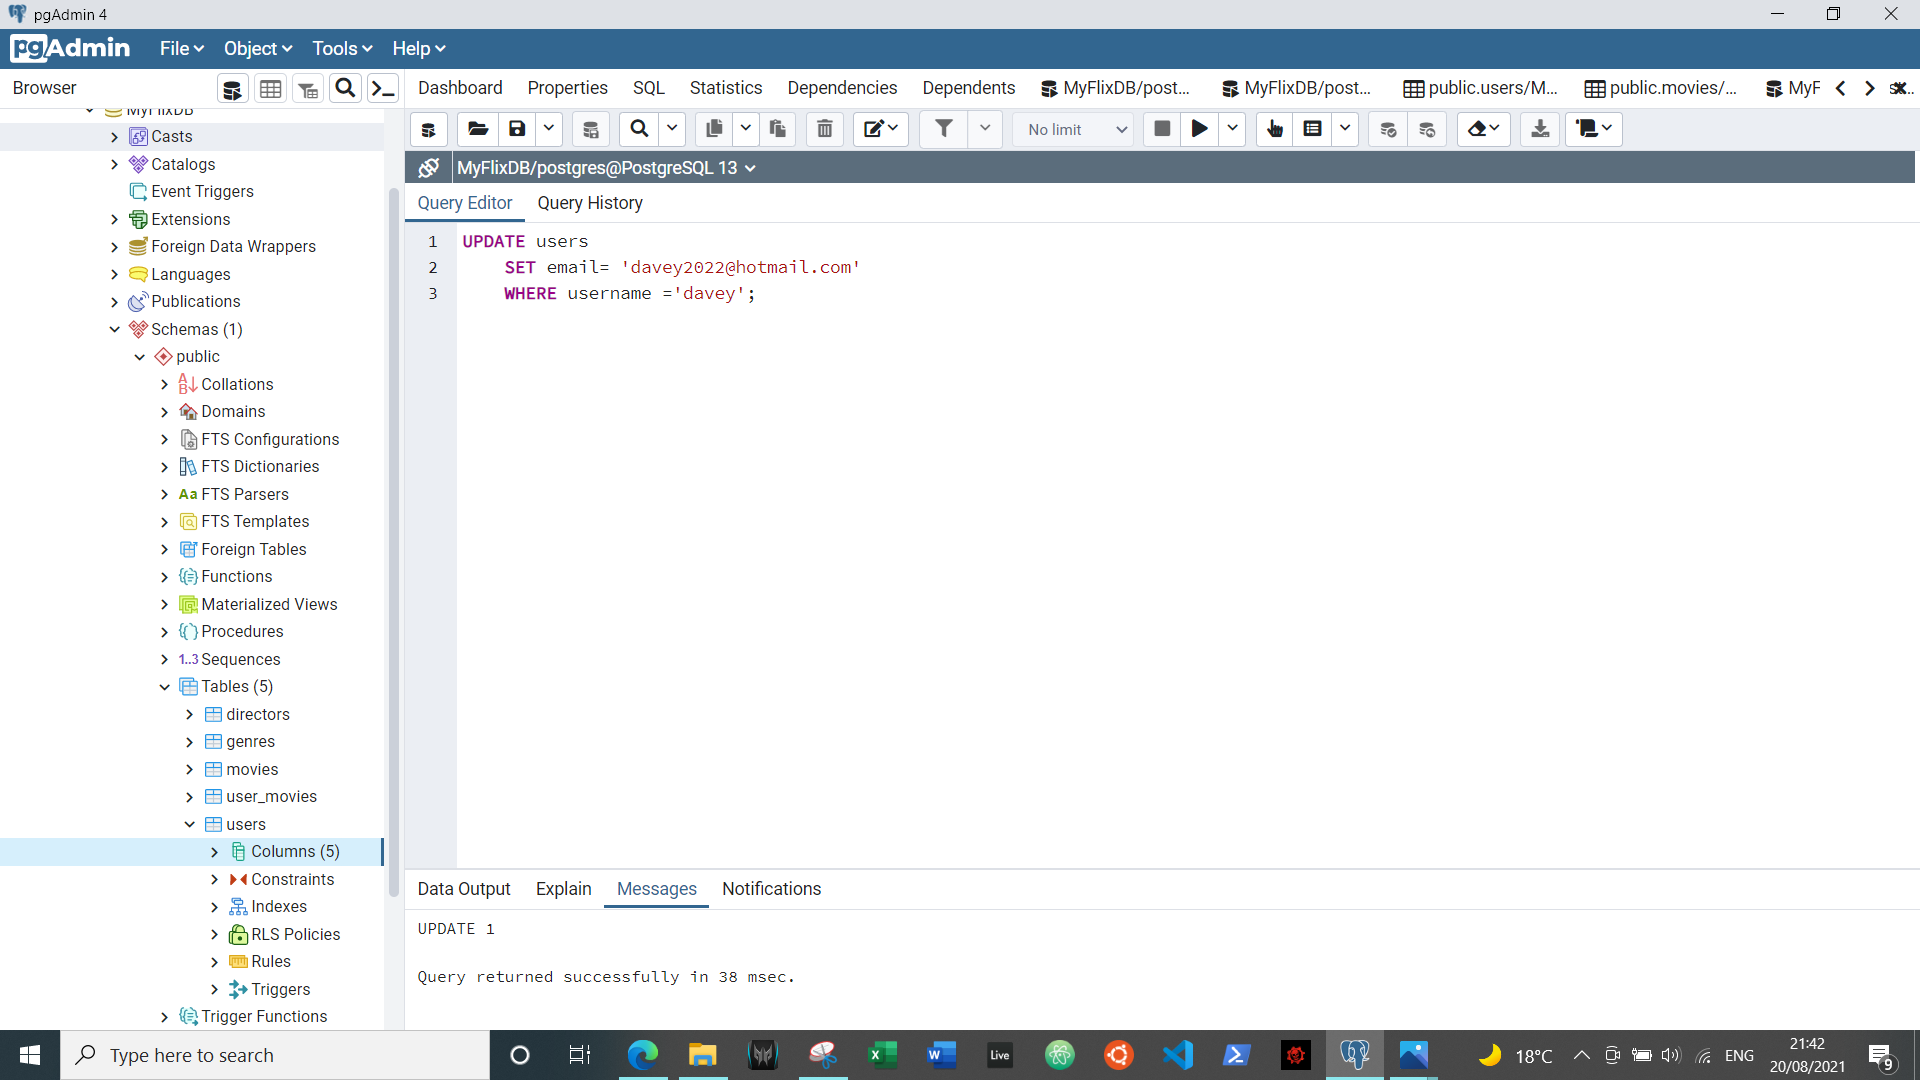 pgAdmin 4
pgAdmin File Object Tools Help
Browser
Dashboard Properties SQL Statistics Dependencies Dependents MyFlixDB/post... MyFlixDB/post... public.users/M... public.movies/... MyF
MyFlixDB
Casts
Catalogs
Event Triggers
Extensions
Foreign Data Wrappers
Languages
Publications
Schemas (1)
public
Collations
Domains
FTS Configurations
FTS Dictionaries
Aa FTS Parsers
FTS Templates
Foreign Tables
Functions
Materialized Views
Procedures
1..3 Sequences
Tables (5)
directors
genres
movies
user_movies
users
Columns (5)
Constraints
Indexes
RLS Policies
Rules
Triggers
Trigger Functions
No limit
MyFlixDB/postgres@PostgreSQL 13
Query Editor Query History
1 UPDATE users
2 SET email= 'davey2022@hotmail.com'
3 WHERE username ='davey';
Data Output Explain Messages Notifications
UPDATE 1
Query returned successfully in 38 msec.
Type here to search
Live
18°C
ENG
21:42
20/08/2021
9